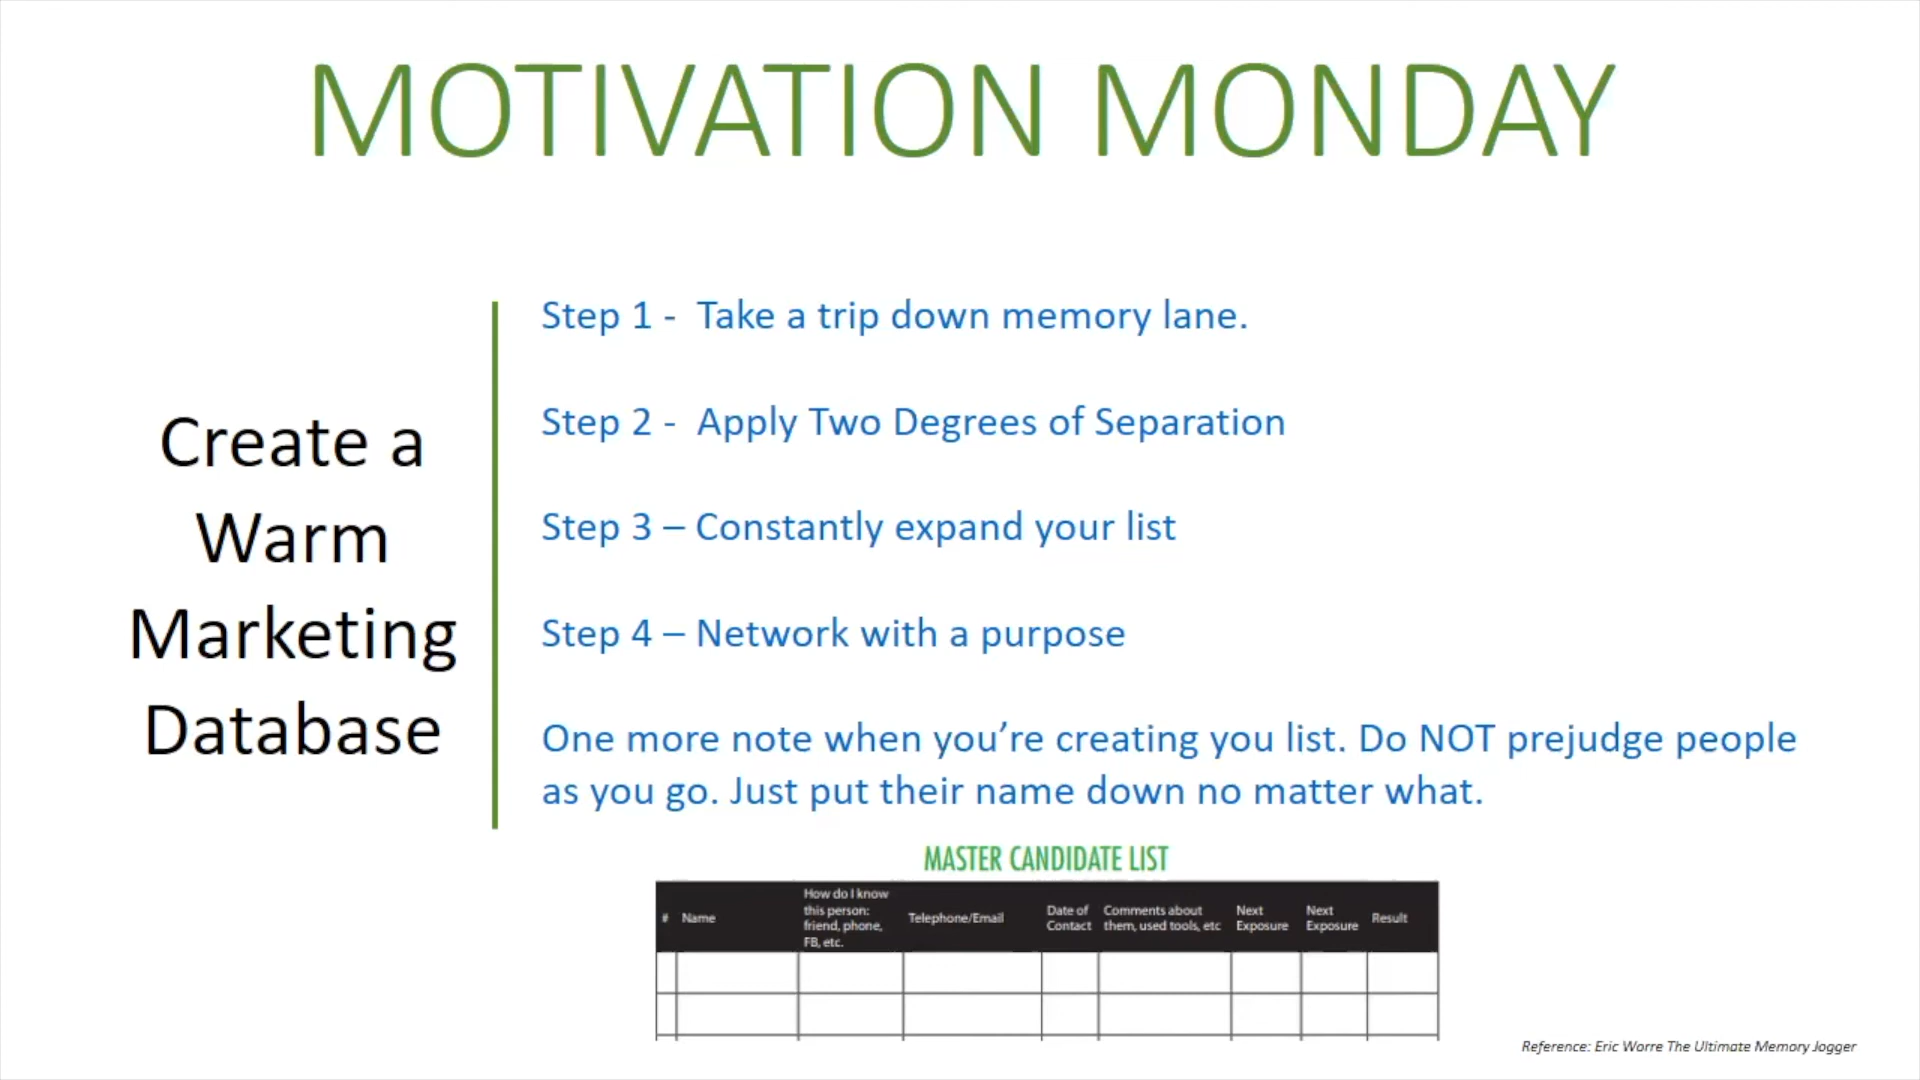 MOTIVATION MONDAY
Create a
Warm
Marketing
Database
Step 1 - Take a trip down memory lane.
Step 2 - Apply Two Degrees of Separation
Step 3 – Constantly expand your list
Step 4 – Network with a purpose
One more note when you’re creating you list. Do NOT prejudge people
as you go. Just put their name down no matter what.
MASTER CANDIDATE LIST
#
Name
How do I know
this person:
friend, phone,
FB, etc.
Telephone/Email
Date of
Contact
Comments about
them, used tools, etc
Next
Exposure
Next
Exposure
Result
Reference: Eric Worre The Ultimate Memory Jogger